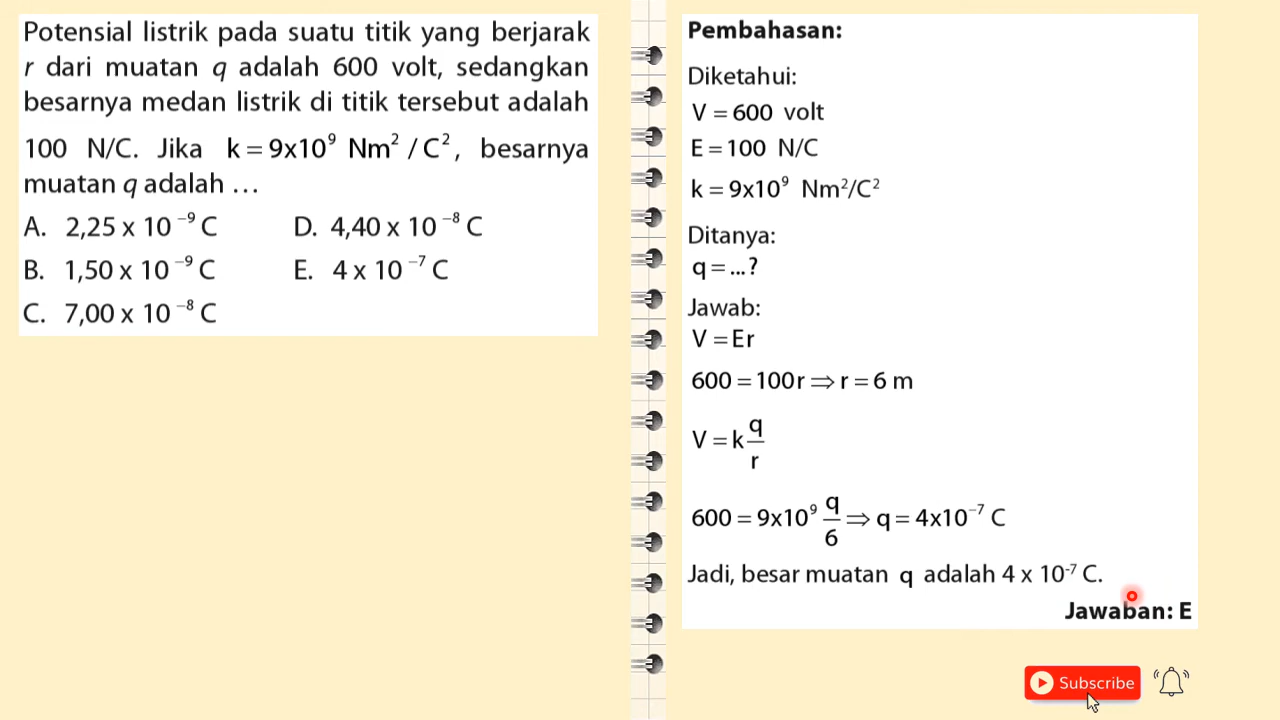 Potensial listrik pada suatu titik yang berjarak
r dari muatan q adalah 600 volt, sedangkan
besarnya medan listrik di titik tersebut adalah
100 N/C. Jika k = 9x10⁹ Nm² / C², besarnya
muatan q adalah …
A. 2,25 x 10 ⁻⁹ C D. 4,40 x 10 ⁻⁸ C
B. 1,50 x 10 ⁻⁹ C E. 4 x 10 ⁻⁷ C
C. 7,00 x 10 ⁻⁸ C
Pembahasan:
Diketahui:
V = 600 volt
E = 100 N/C
k = 9x10⁹ Nm²/C²
Ditanya:
q = ...?
Jawab:
V = Er
600 = 100r ⇒ r = 6 m
V = k q/r
600 = 9x10⁹ q/6 ⇒ q = 4x10⁻⁷ C
Jadi, besar muatan q adalah 4 x 10⁻⁷ C.
Jawaban: E
Subscribe